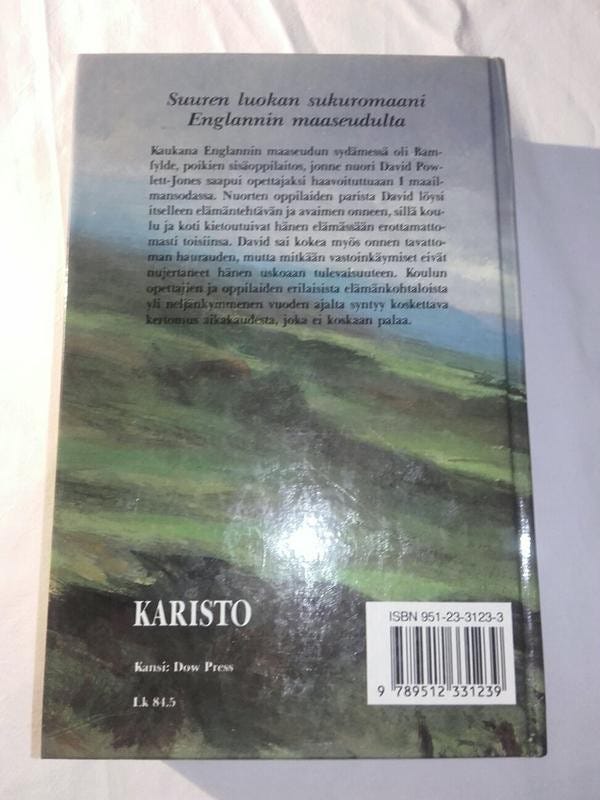 Suuren luokan sukuromaani
Englannin maaseudulta
Kaukana Englannin maaseudun sydämessä oli Bam-
fylde, poikien sisäoppilaitos, jonne nuori David Pow-
lett-Jones saapui opettajaksi haavoituttuaan I maail-
mansodassa. Nuorten oppilaiden parista David löysi
itselleen elämäntehtävän ja avaimen onneen, sillä kou-
lu ja koti kietoutuivat hänen elämässään erottamatto-
masti toisiinsa. David sai kokea myös onnen tavatto-
man haurauden, mutta mitkään vastoinkäymiset eivät
nujertaneet hänen uskoaan tulevaisuuteen. Koulun
opettajien ja oppilaiden erilaisista elämänkohtaloista
yli neljänkymmenen vuoden ajalta syntyy koskettava
kertomus aikakaudesta, joka ei koskaan palaa.
KARISTO
Kansi: Dow Press
Lk 84.5
ISBN 951-23-3123-3
9 789512 331239